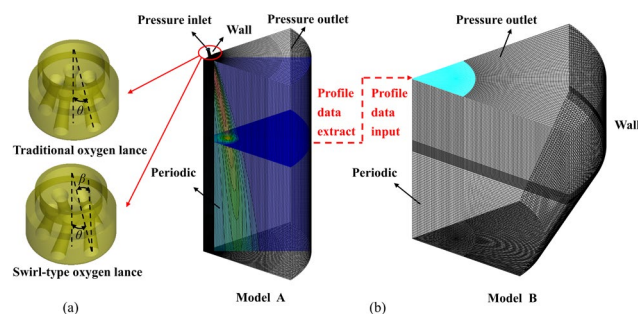 Pressure inlet
Wall
Pressure outlet
θ
Traditional oxygen lance
β
θ
Swirl-type oxygen lance
(a)
Periodic
Model A
Profile
data
extract
Profile
data
input
(b)
Pressure outlet
Wall
Periodic
Model B